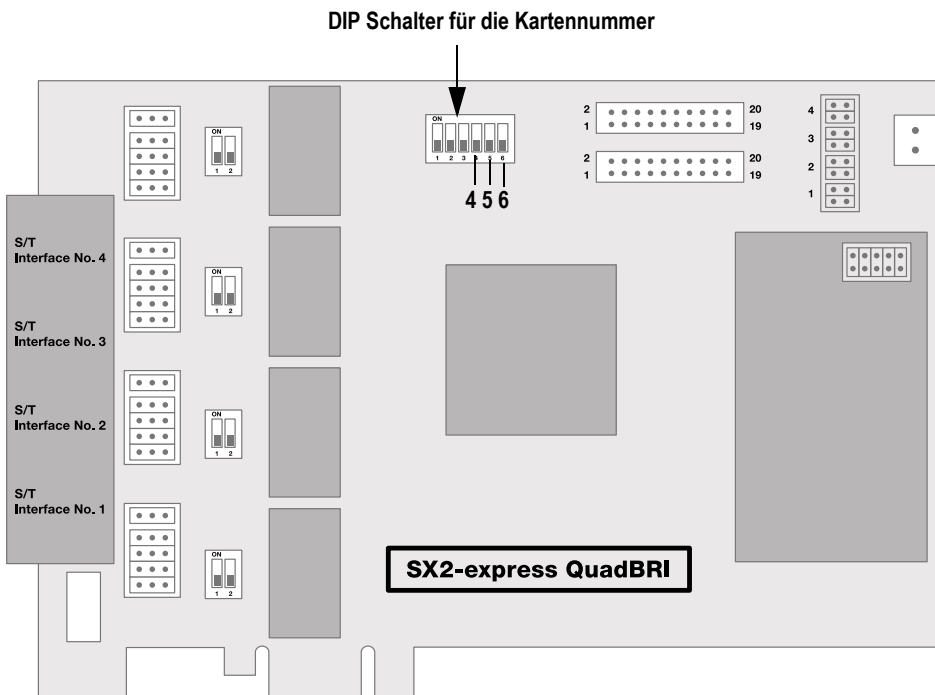 DIP Schalter für die Kartennummer
ON
1 2 3 4 5 6
4 5 6
2 20
1 19
2 20
1 19
4
3
2
1
ON
1 2
S/T
Interface No. 4
ON
1 2
S/T
Interface No. 3
S/T
Interface No. 2
ON
1 2
S/T
Interface No. 1
ON
1 2
SX2-express QuadBRI